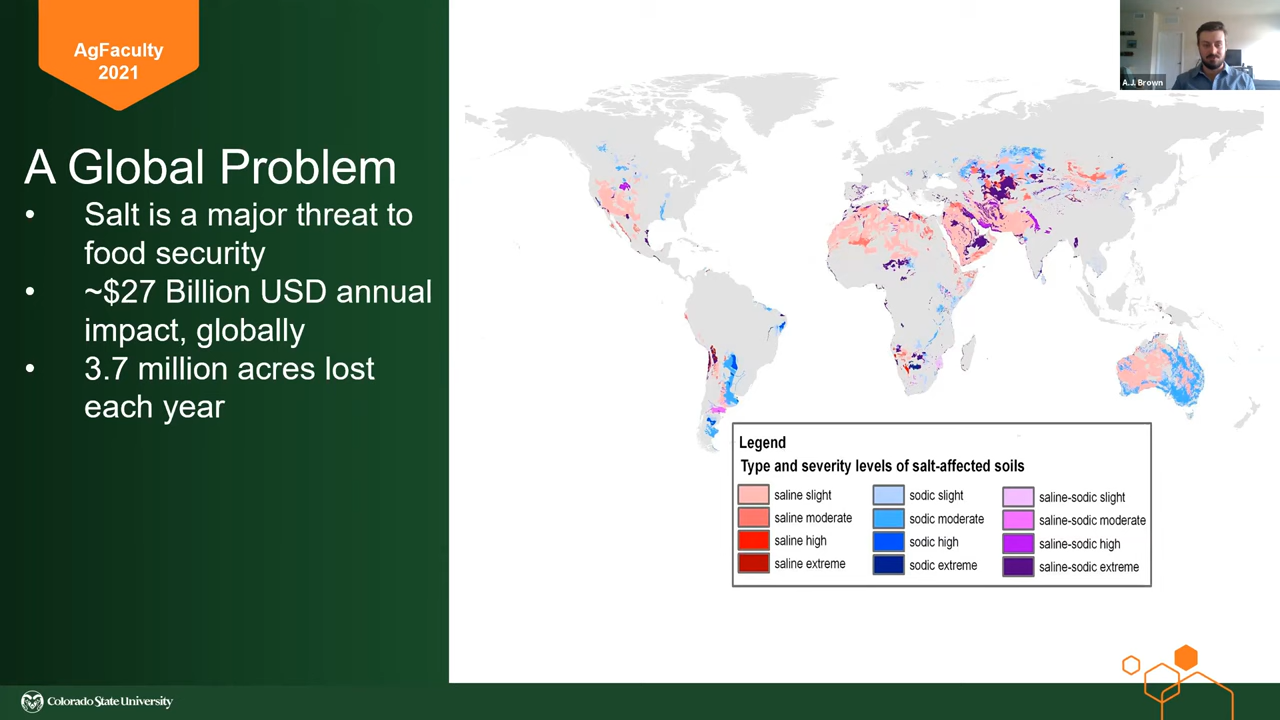 AgFaculty
2021
A.J. Brown
A Global Problem
• Salt is a major threat to
food security
• ~$27 Billion USD annual
impact, globally
• 3.7 million acres lost
each year
Legend
Type and severity levels of salt-affected soils
saline slight
saline moderate
saline high
saline extreme
sodic slight
sodic moderate
sodic high
sodic extreme
saline-sodic slight
saline-sodic moderate
saline-sodic high
saline-sodic extreme
Colorado State University